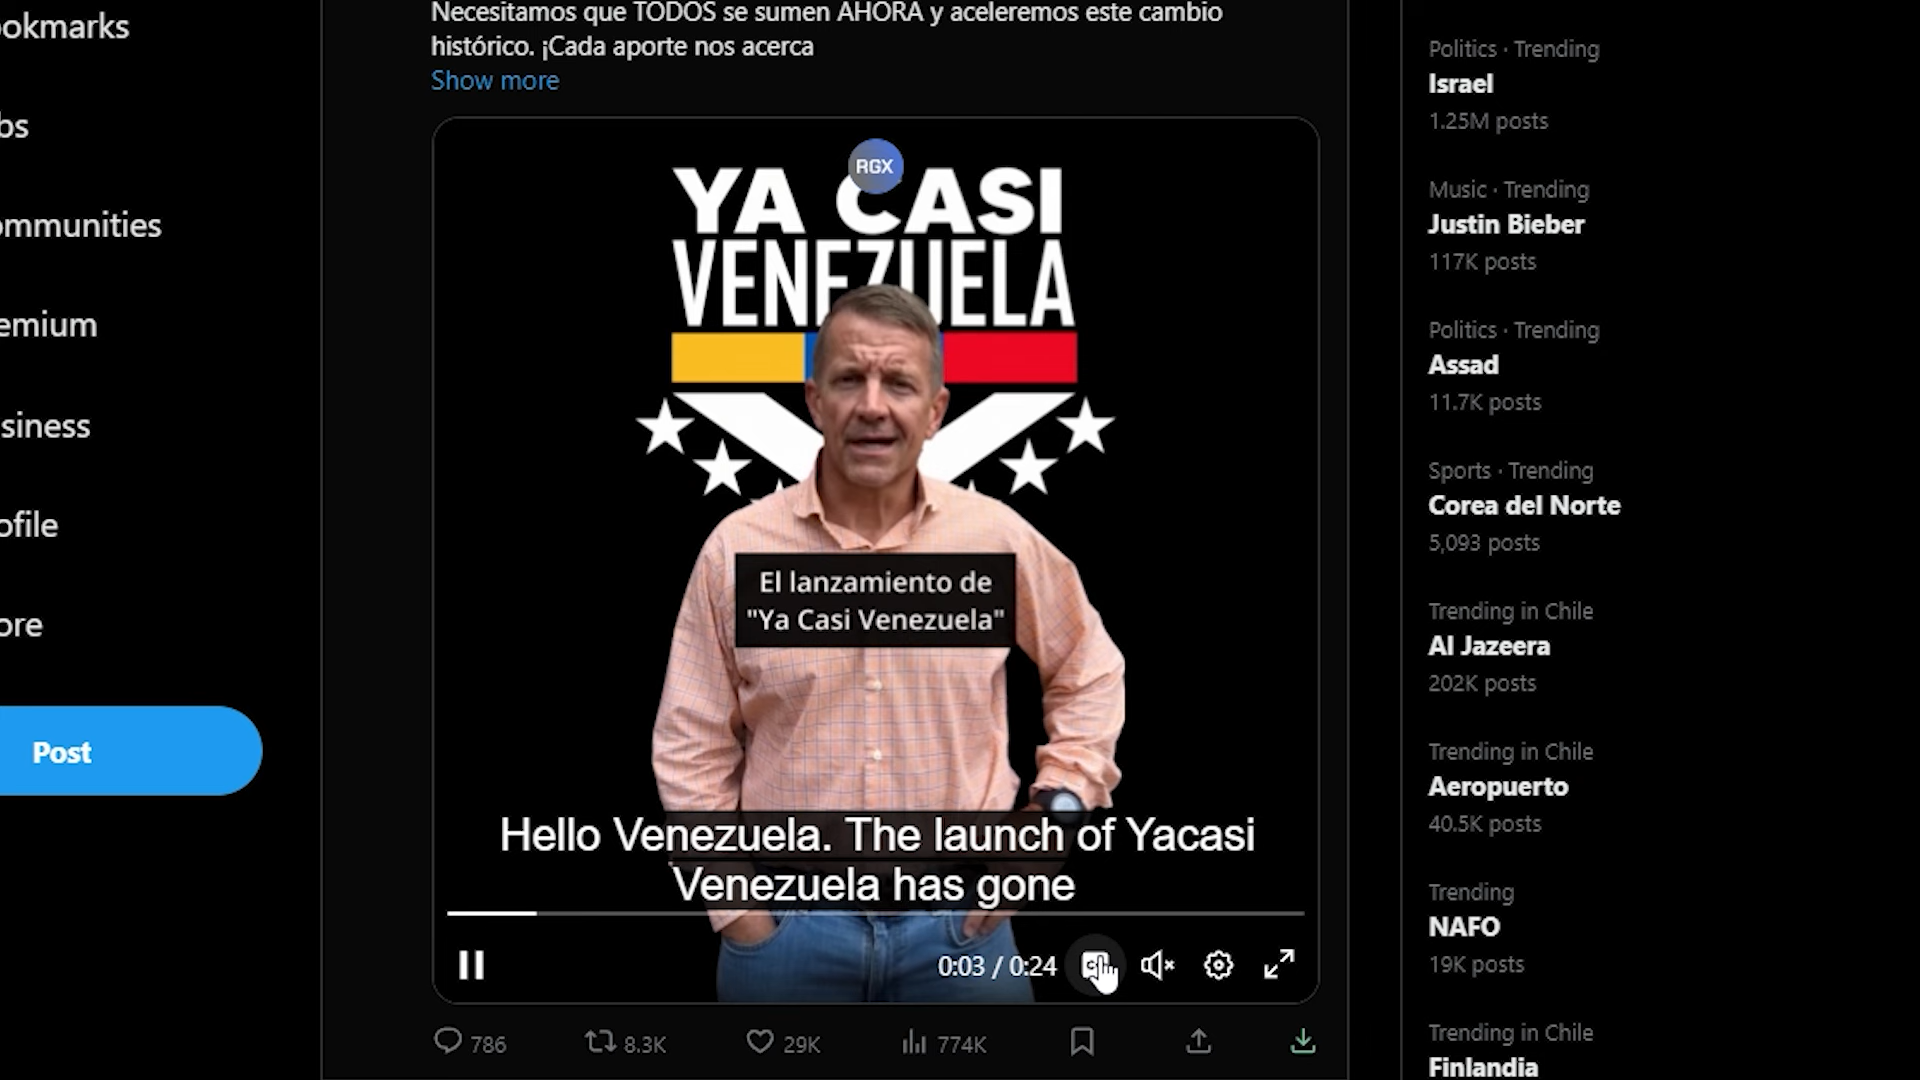 Necesitamos que TODOS se sumen AHORA y aceleremos este cambio
histórico. ¡Cada aporte nos acerca
Show more
okmarks
bs
ommunities
emium
siness
ofile
ore
Post
RGX
YA CASI
VENEZUELA
El lanzamiento de
"Ya Casi Venezuela"
Hello Venezuela. The launch of Yacasi
Venezuela has gone
0:03 / 0:24
786
8.3K
29K
774K
Politics · Trending
Israel
1.25M posts
Music · Trending
Justin Bieber
117K posts
Politics · Trending
Assad
11.7K posts
Sports · Trending
Corea del Norte
5,093 posts
Trending in Chile
Al Jazeera
202K posts
Trending in Chile
Aeropuerto
40.5K posts
Trending
NAFO
19K posts
Trending in Chile
Finlandia